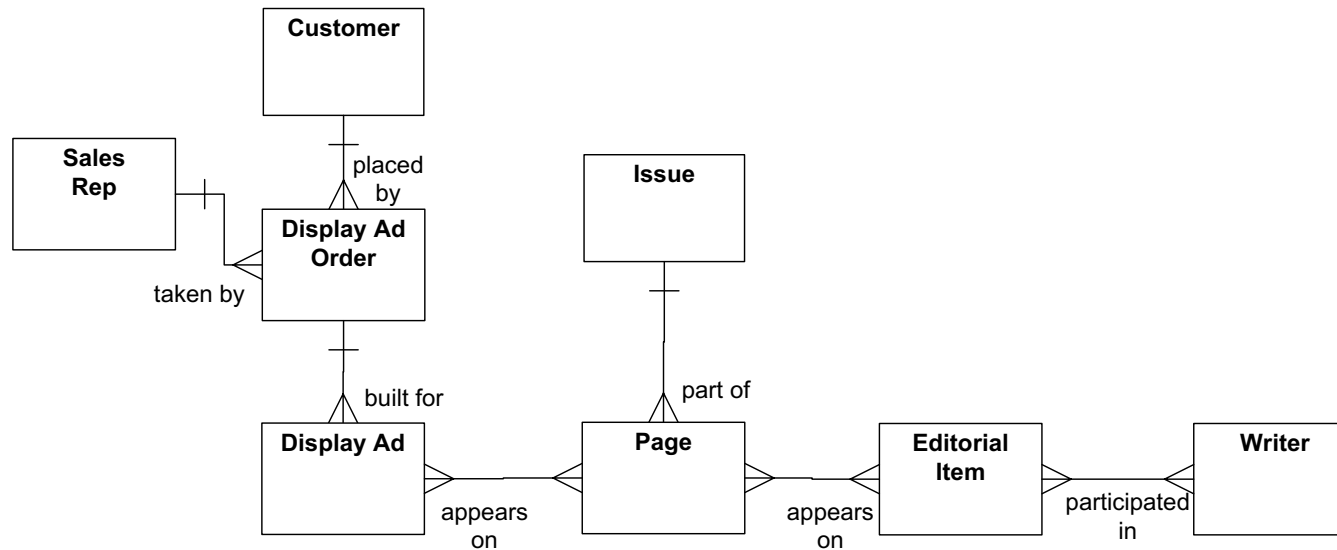 Customer
Sales
Rep
placed
by
Issue
Display Ad
Order
taken by
built for
part of
Display Ad
Page
Editorial
Item
Writer
appears
on
appears
on
participated
in